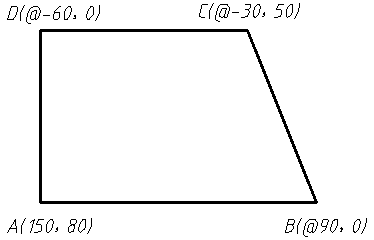 D(@-60, 0)
C(@-30, 50)
A(150, 80)
B(@90, 0)